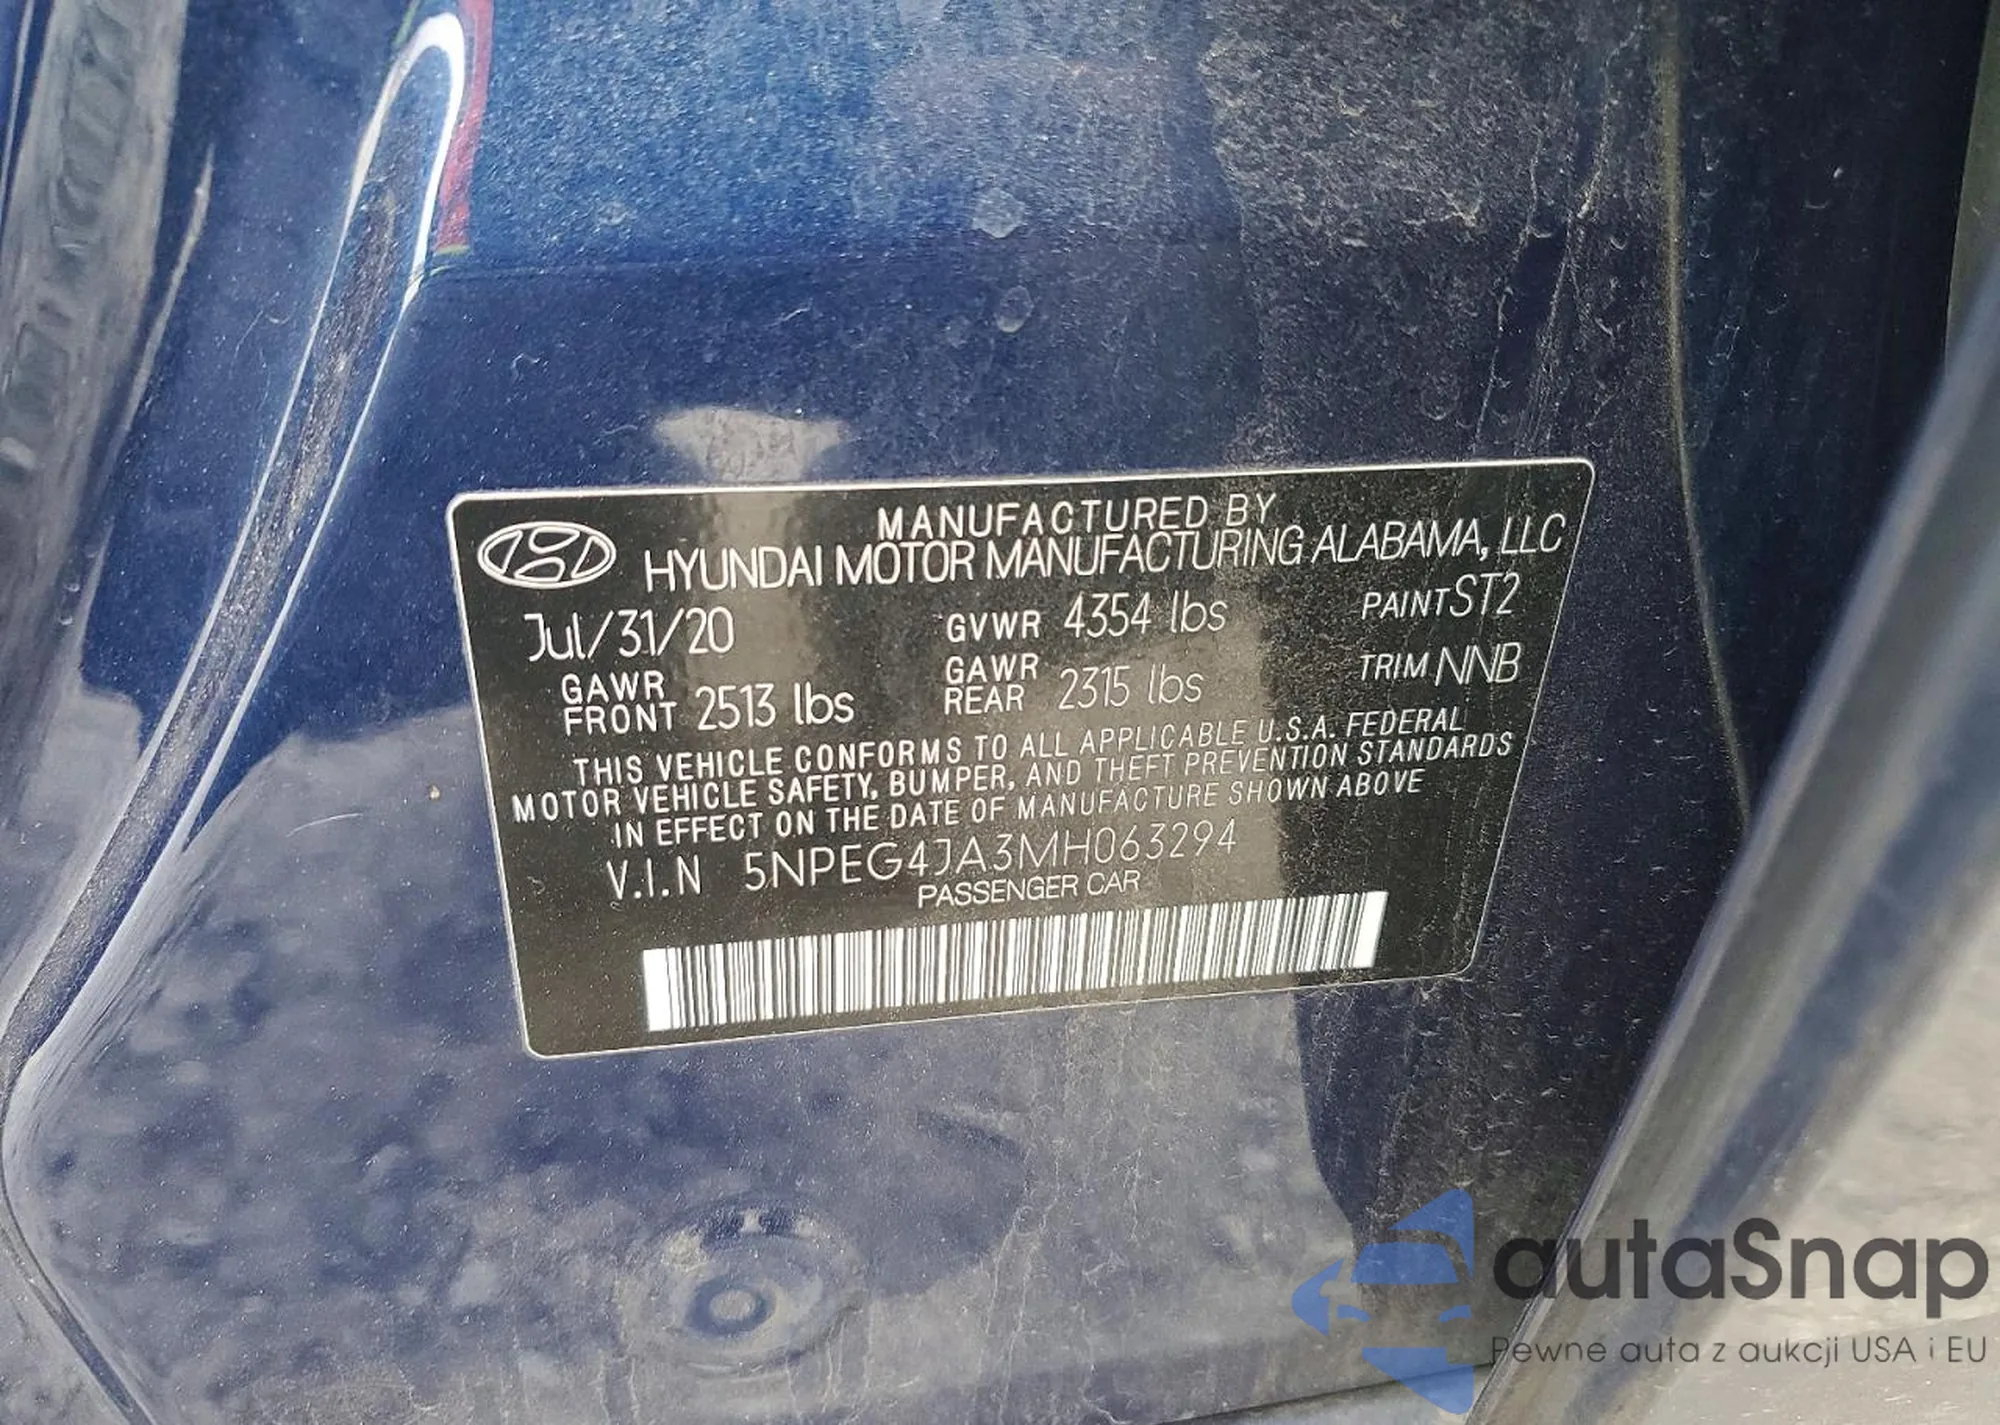 MANUFACTURED BY
HYUNDAI MOTOR MANUFACTURING ALABAMA, LLC
Jul/31/20 GVWR 4354 lbs PAINT ST2
GAWR FRONT 2513 lbs GAWR REAR 2315 lbs TRIM NNB
THIS VEHICLE CONFORMS TO ALL APPLICABLE U.S.A. FEDERAL
MOTOR VEHICLE SAFETY, BUMPER, AND THEFT PREVENTION STANDARDS
IN EFFECT ON THE DATE OF MANUFACTURE SHOWN ABOVE
V.I.N 5NPEG4JA3MH063294
PASSENGER CAR
autaSnap
Pewne auta z aukcji USA i EU